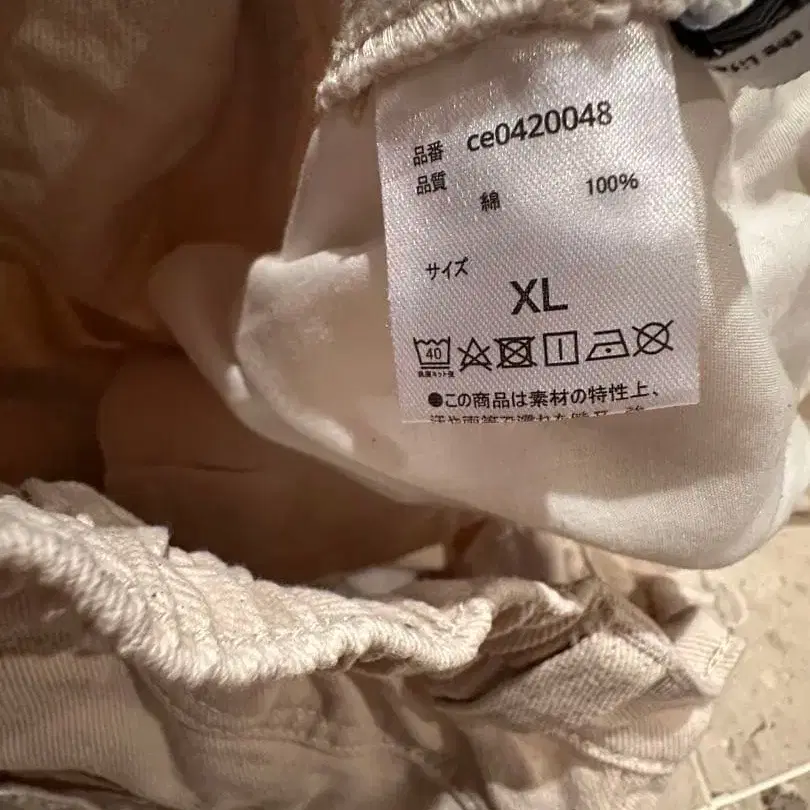 品番 ce0420048
品質
綿 100%
サイズ
XL
40
●この商品は素材の特性上、